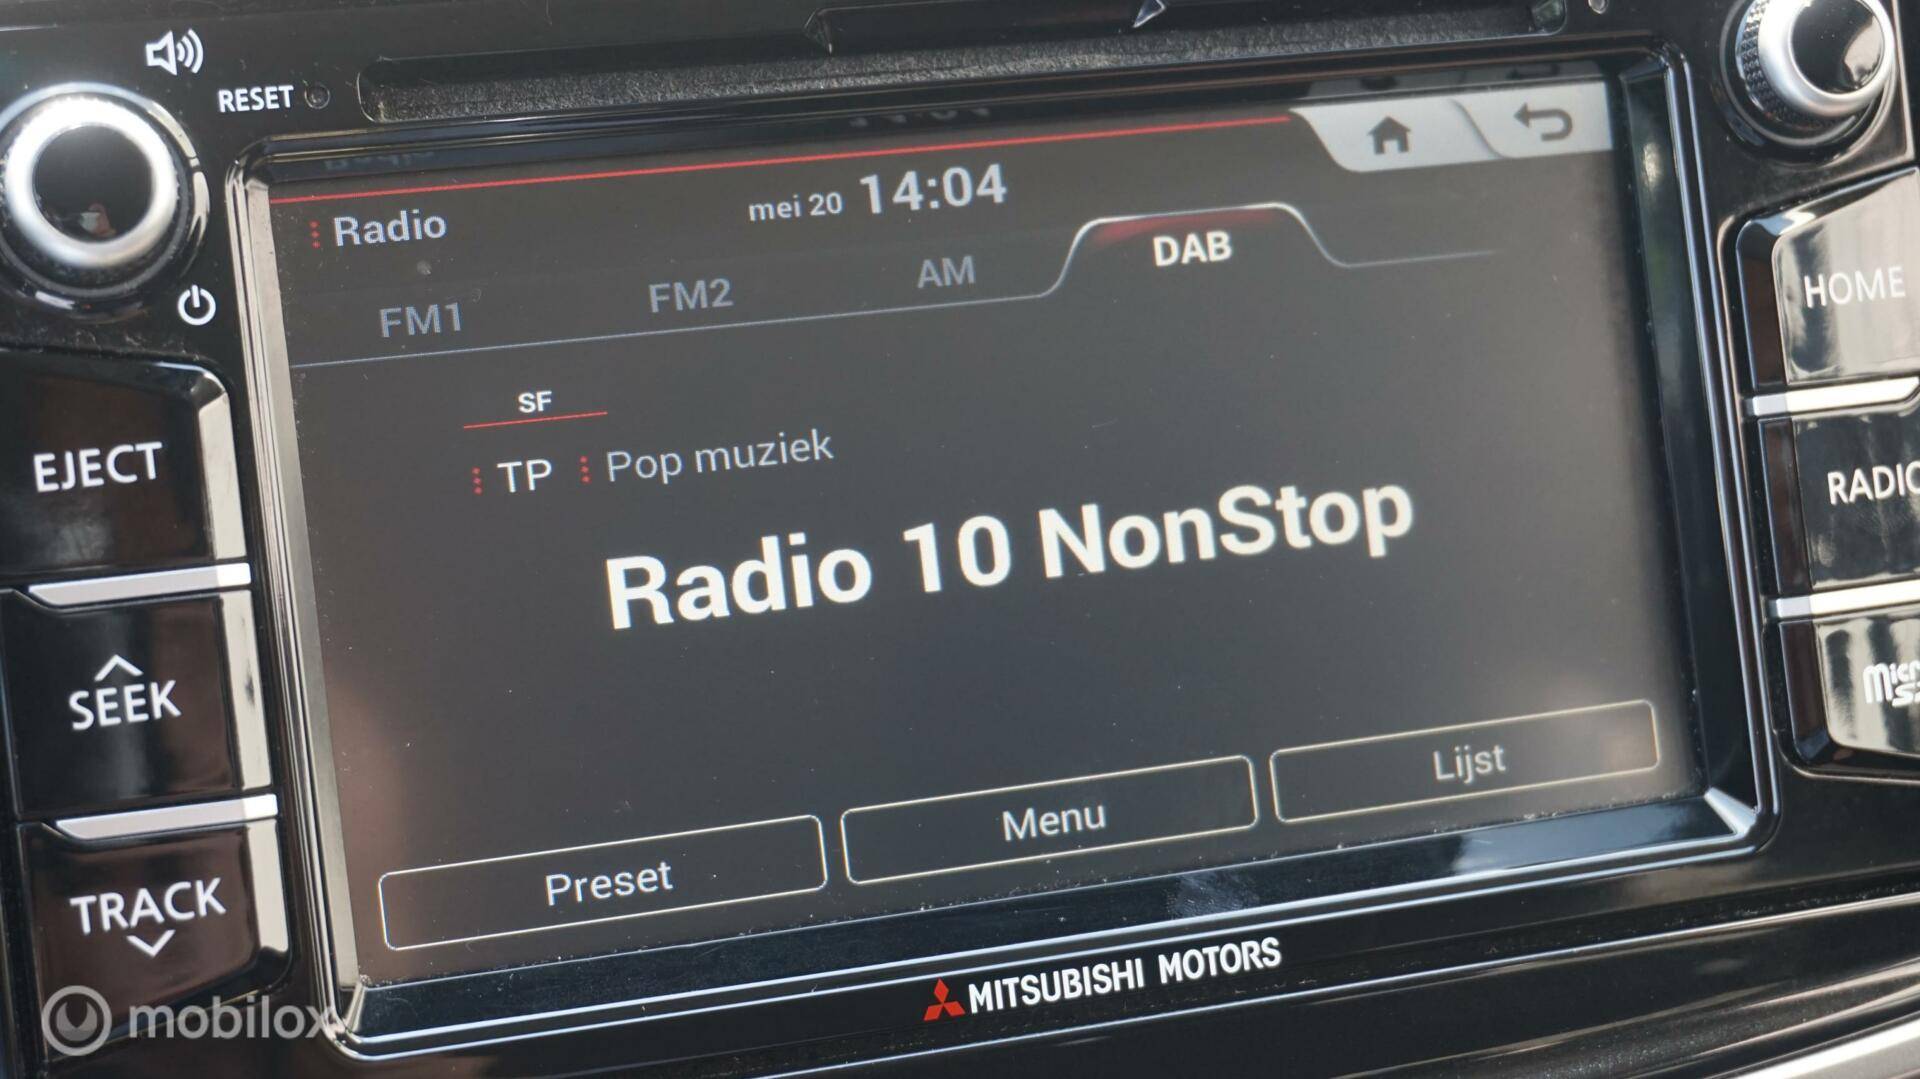 RESET
Radio
mei 20 14:04
FM1 FM2 AM DAB
HOME
SF
TP Pop muziek
EJECT
RADIO
Radio 10 NonStop
SEEK
Lijst
Menu
Preset
TRACK
MITSUBISHI MOTORS
mobilox